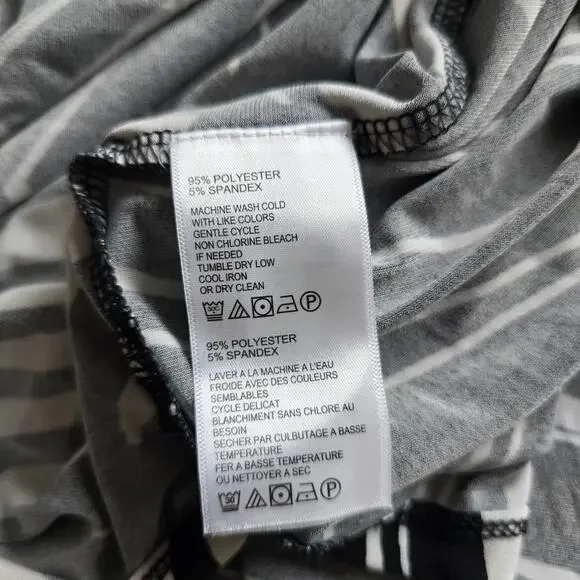 95% POLYESTER
5% SPANDEX
MACHINE WASH COLD
WITH LIKE COLORS
GENTLE CYCLE
NON CHLORINE BLEACH
IF NEEDED
TUMBLE DRY LOW
COOL IRON
OR DRY CLEAN
P
95% POLYESTER
5% SPANDEX
LAVER A LA MACHINE A L'EAU
FROIDE AVEC DES COULEURS
SEMBLABLES
CYCLE DELICAT
BLANCHIMENT SANS CHLORE AU
BESOIN
SECHER PAR CULBUTAGE A BASSE
TEMPERATURE
FER A BASSE TEMPERATURE
OU NETTOYER A SEC
30 P